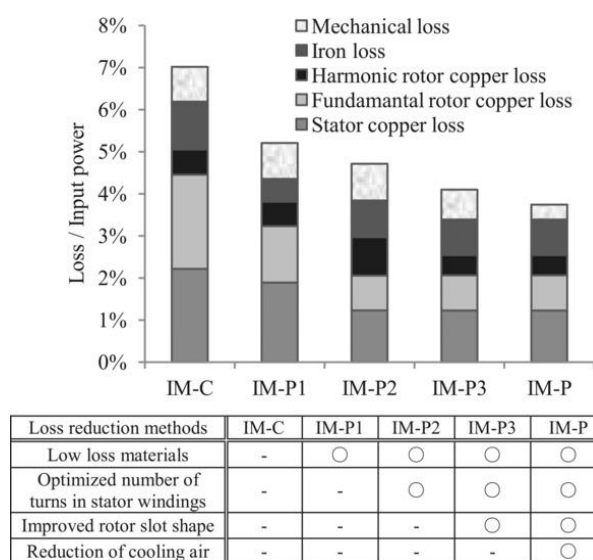 8%
7%
6%
5%
4%
3%
2%
1%
0%
Loss / Input power
Mechanical loss
Iron loss
Harmonic rotor copper loss
Fundamantal rotor copper loss
Stator copper loss
IM-C IM-P1 IM-P2 IM-P3 IM-P
Loss reduction methods IM-C IM-P1 IM-P2 IM-P3 IM-P
Low loss materials - ○ ○ ○ ○
Optimized number of
turns in stator windings - - ○ ○ ○
Improved rotor slot shape - - - ○ ○
Reduction of cooling air - - - - ○